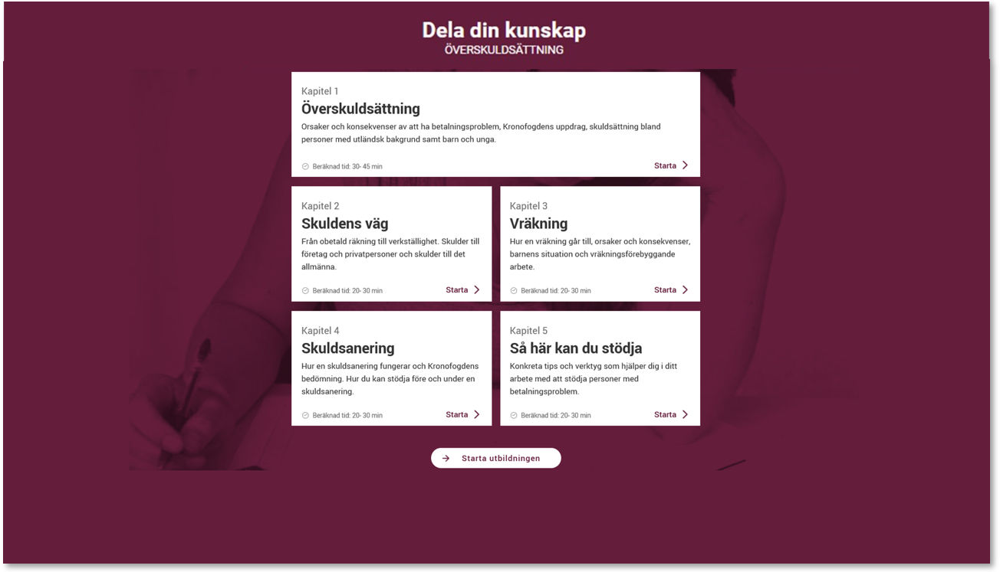 Dela din kunskap
ÖVERSKULDSÄTTNING
Kapitel 1
Överskuldsättning
Orsaker och konsekvenser av att ha betalningsproblem, Kronofogdens uppdrag, skuldsättning bland
personer med utländsk bakgrund samt barn och unga.
Beräknad tid: 30- 45 min
Starta
Kapitel 2
Skuldens väg
Från obetald räkning till verkställighet. Skulder till
företag och privatpersoner och skulder till det
allmänna.
Beräknad tid: 20- 30 min
Starta
Kapitel 3
Vräkning
Hur en vräkning går till, orsaker och konsekvenser,
barnens situation och vräkningsförebyggande
arbete.
Beräknad tid: 20- 30 min
Starta
Kapitel 4
Skuldsanering
Hur en skuldsanering fungerar och Kronofogdens
bedömning. Hur du kan stödja före och under en
skuldsanering.
Beräknad tid: 20- 30 min
Starta
Kapitel 5
Så här kan du stödja
Konkreta tips och verktyg som hjälper dig i ditt
arbete med att stödja personer med
betalningsproblem.
Beräknad tid: 20- 30 min
Starta
Starta utbildningen